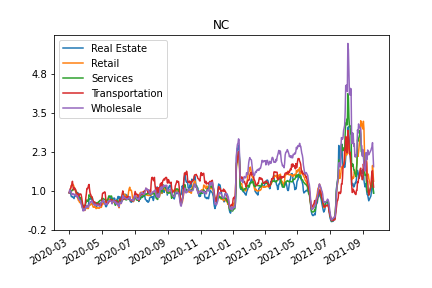 NC
Real Estate
Retail
Services
Transportation
Wholesale
4.8
3.5
2.3
1.0
-0.2
2020-03
2020-05
2020-07
2020-09
2020-11
2021-01
2021-03
2021-05
2021-07
2021-09